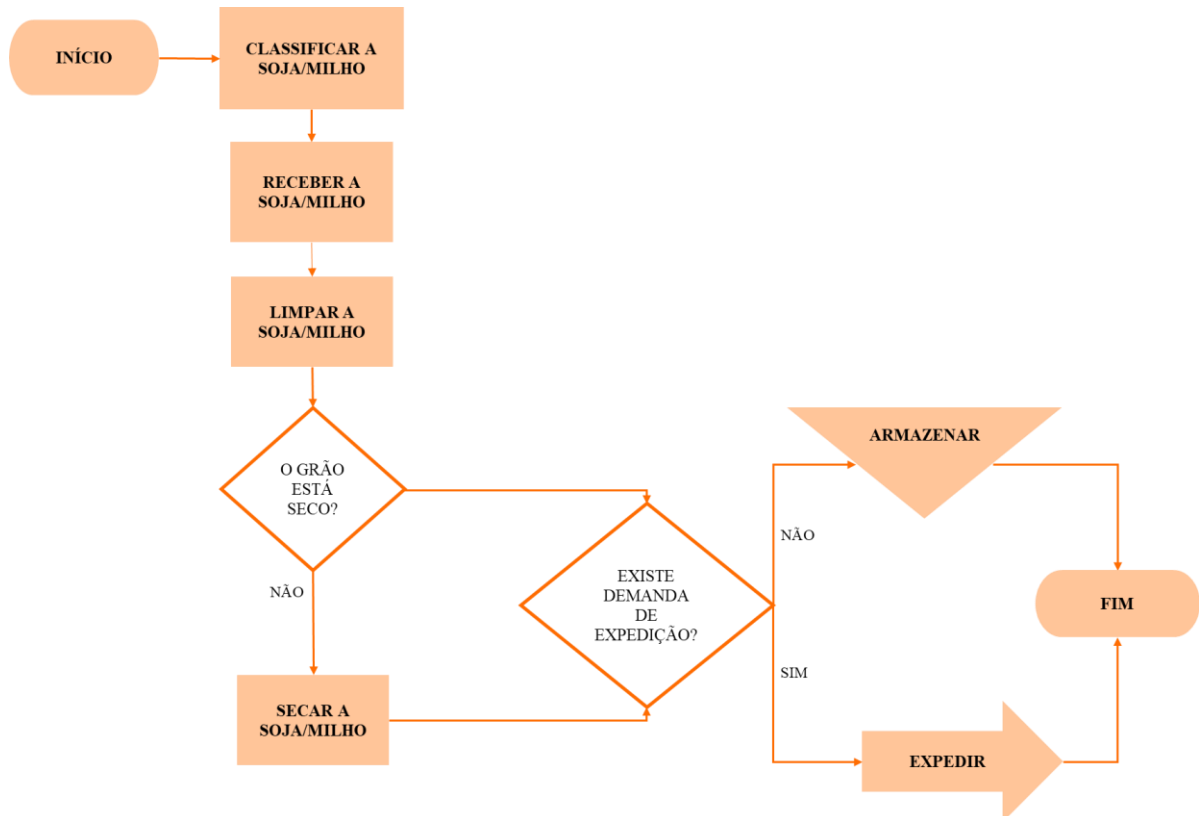 INÍCIO
CLASSIFICAR A
SOJA/MILHO
RECEBER A
SOJA/MILHO
LIMPAR A
SOJA/MILHO
O GRÃO
ESTÁ
SECO?
NÃO
SECAR A
SOJA/MILHO
EXISTE
DEMANDA
DE
EXPEDIÇÃO?
NÃO
ARMAZENAR
SIM
EXPEDIR
FIM